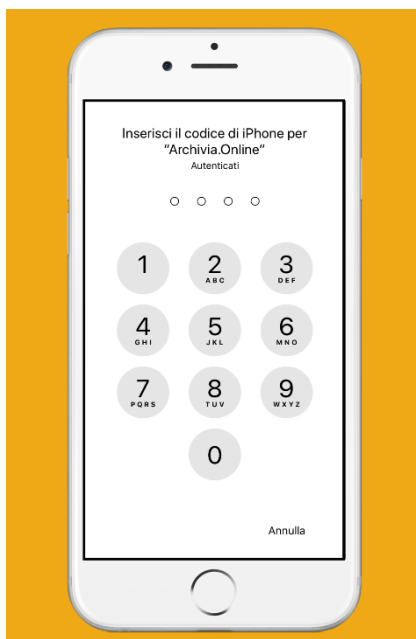 Inserisci il codice di iPhone per
“Archivia.Online“
Autenticati
1 2 3
ABC DEF
4 5 6
GHI JKL MNO
7 8 9
PQRS TUV WXYZ
0
Annulla